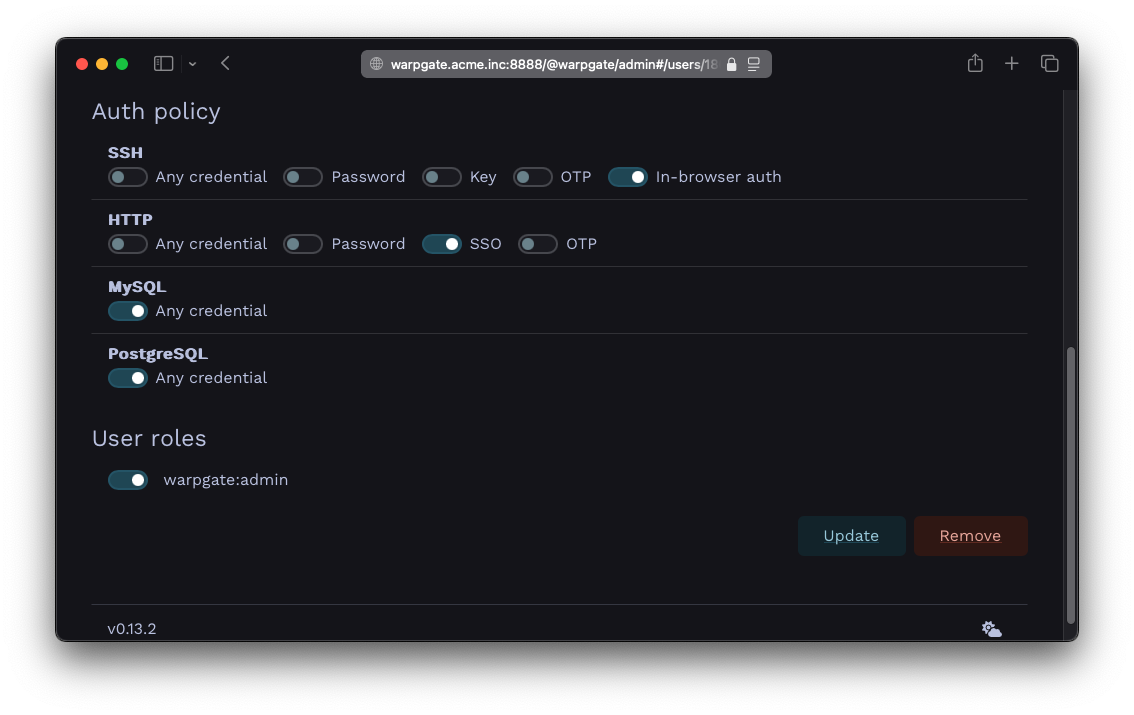 warpgate.acme.inc:8888/@warpgate/admin#/users/18
Auth policy
SSH
Any credential Password Key OTP In-browser auth
HTTP
Any credential Password SSO OTP
MySQL
Any credential
PostgreSQL
Any credential
User roles
warpgate:admin
Update Remove
v0.13.2